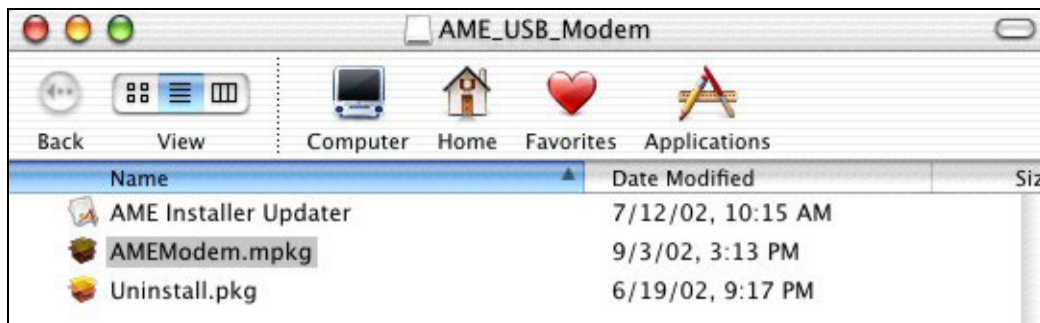 AME_USB_Modem
Back View Computer Home Favorites Applications
Name Date Modified Siz
AME Installer Updater 7/12/02, 10:15 AM
AMEModem.mpkg 9/3/02, 3:13 PM
Uninstall.pkg 6/19/02, 9:17 PM